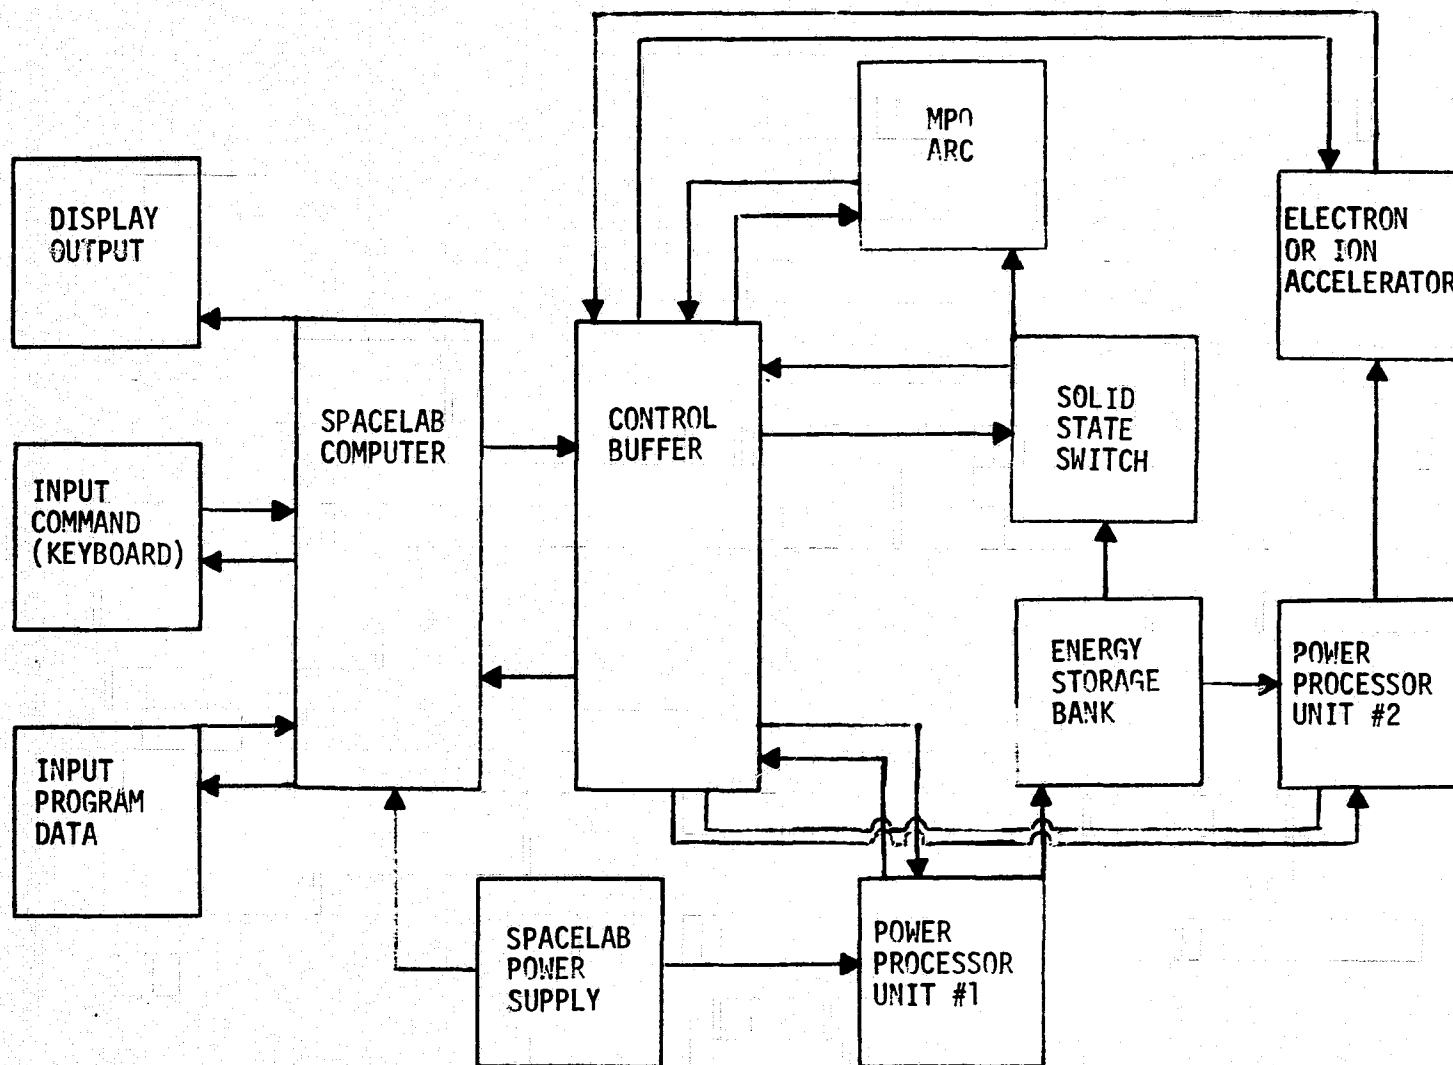 MPD
ARC
DISPLAY
OUTPUT
ELECTRON
OR ION
ACCELERATOR
SPACELAB
COMPUTER
CONTROL
BUFFER
SOLID
STATE
SWITCH
INPUT
COMMAND
(KEYBOARD)
ENERGY
STORAGE
BANK
POWER
PROCESSOR
UNIT #2
INPUT
PROGRAM
DATA
SPACELAB
POWER
SUPPLY
POWER
PROCESSOR
UNIT #1